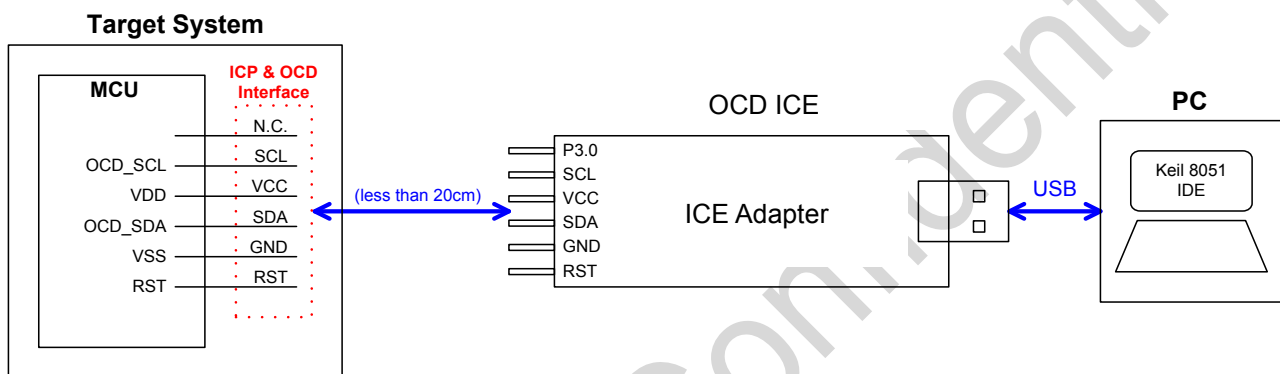 Target System
MCU
ICP & OCD
Interface
N.C.
OCD_SCL
SCL
VDD
VCC
OCD_SDA
SDA
VSS
GND
RST
RST
(less than 20cm)
OCD ICE
P3.0
SCL
VCC
SDA
GND
RST
ICE Adapter
USB
PC
Keil 8051
IDE